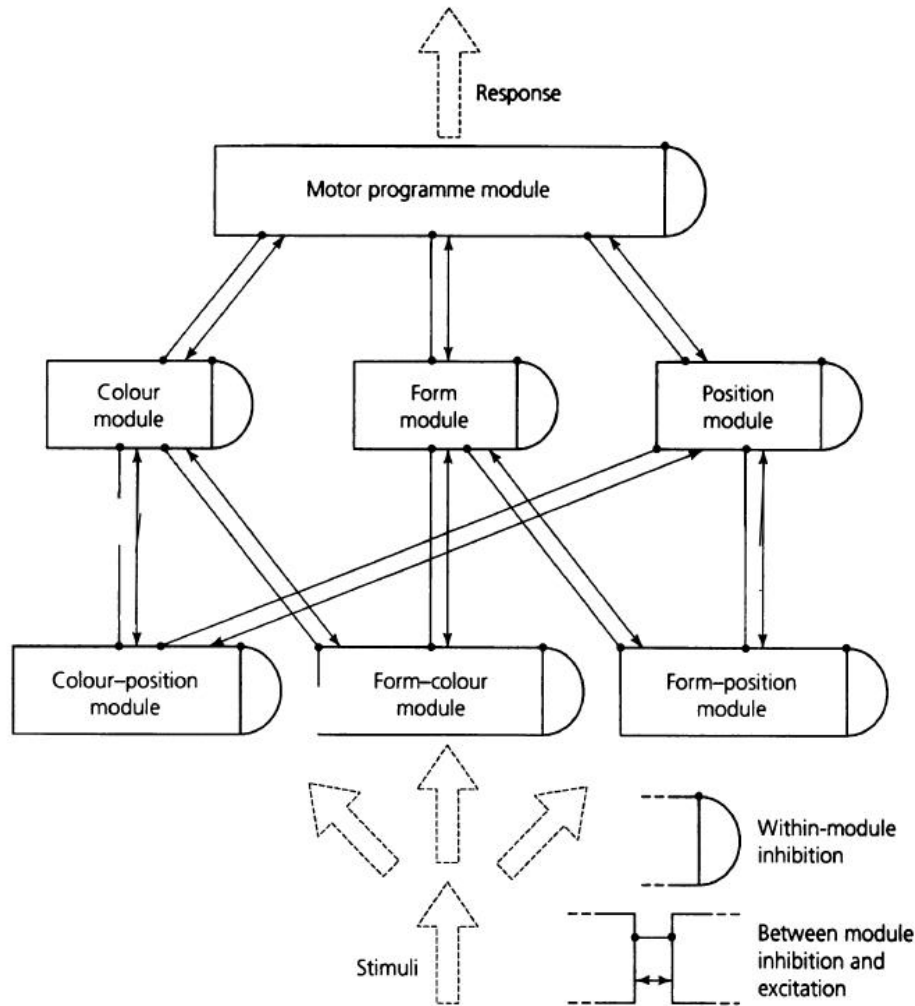 Response
Motor programme module
Colour
module
Form
module
Position
module
Colour–position
module
Form–colour
module
Form–position
module
Within-module
inhibition
Stimuli
Between module
inhibition and
excitation